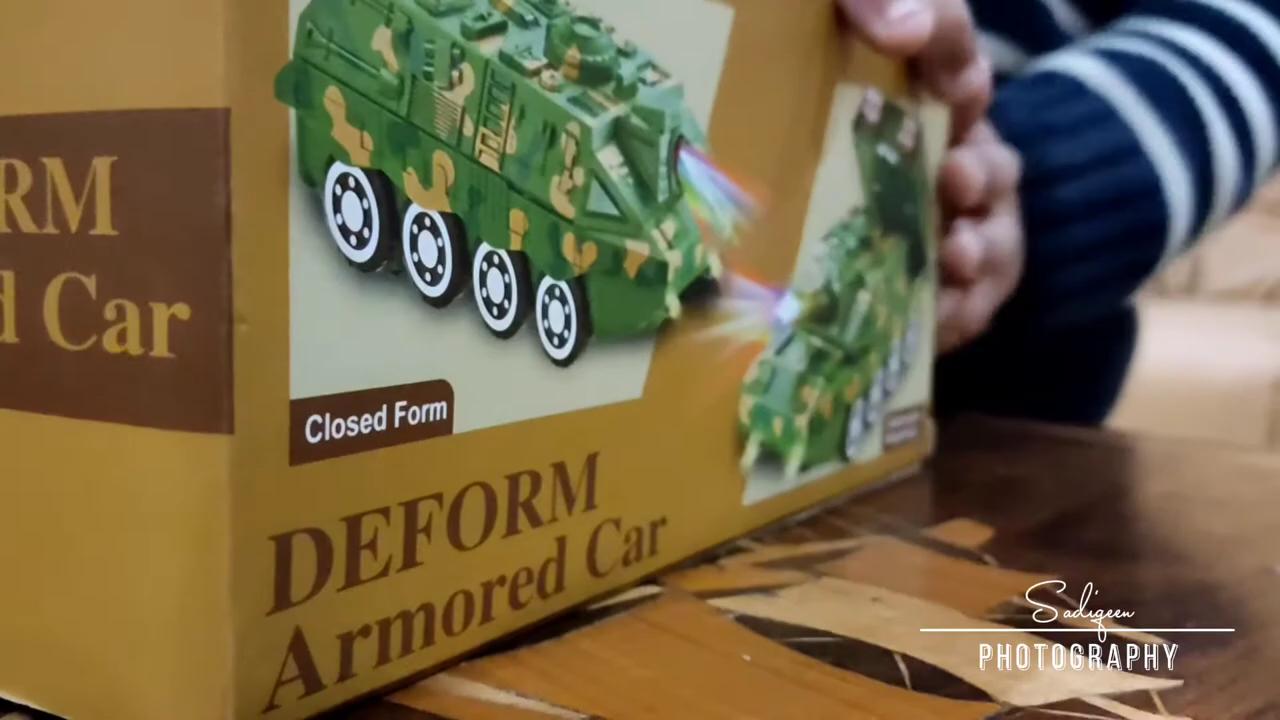 RM
d Car
Closed Form
DEFORM
Armored Car
Sadiqeen
PHOTOGRAPHY